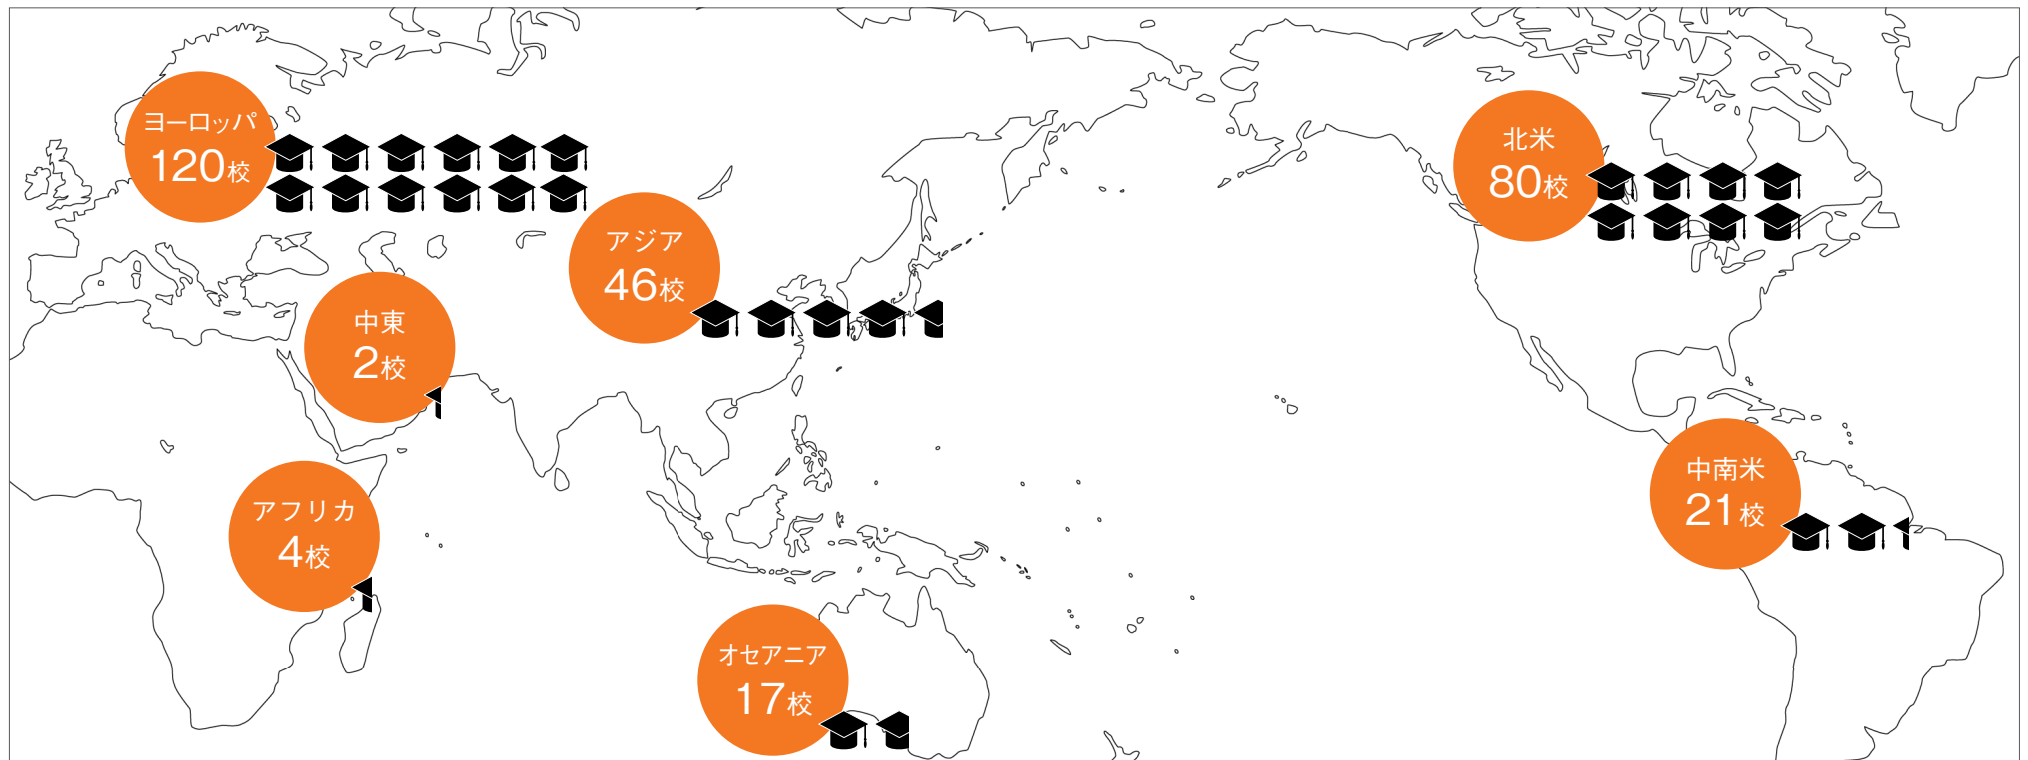 ヨーロッパ
120校
北米
80校
アジア
46校
中東
2校
中南米
21校
アフリカ
4校
オセアニア
17校